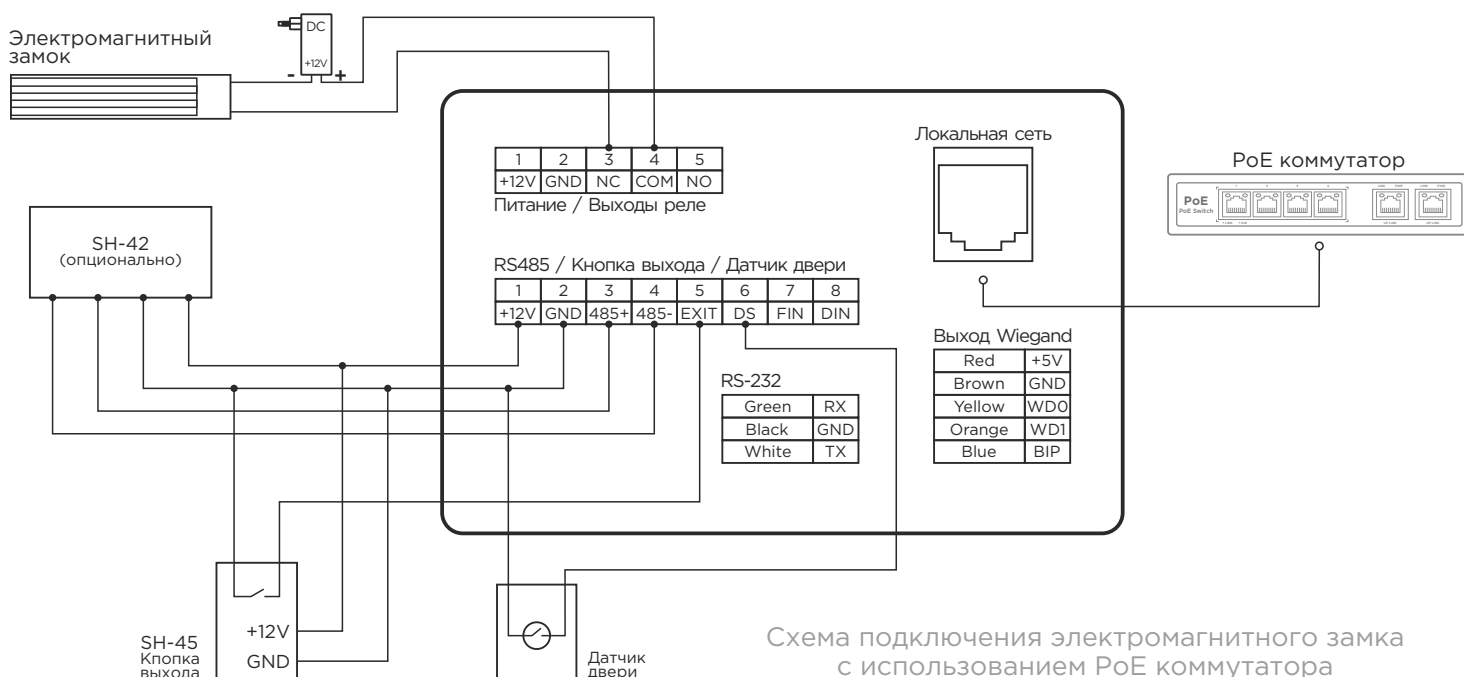 Электромагнитный
замок
DC
+12V
- +
1 2 3 4 5
+12V GND NC COM NO
Питание / Выходы реле
Локальная сеть
PoE коммутатор
PoE
PoE Switch
SH-42
(опционально)
RS485 / Кнопка выхода / Датчик двери
1 2 3 4 5 6 7 8
+12V GND 485+ 485- EXIT DS FIN DIN
RS-232
Green RX
Black GND
White TX
Выход Wiegand
Red +5V
Brown GND
Yellow WD0
Orange WD1
Blue BIP
SH-45
Кпопка
выхода
+12V
GND
Датчик
двери
Схема подключения электромагнитного замка
с использованием PoE коммутатора